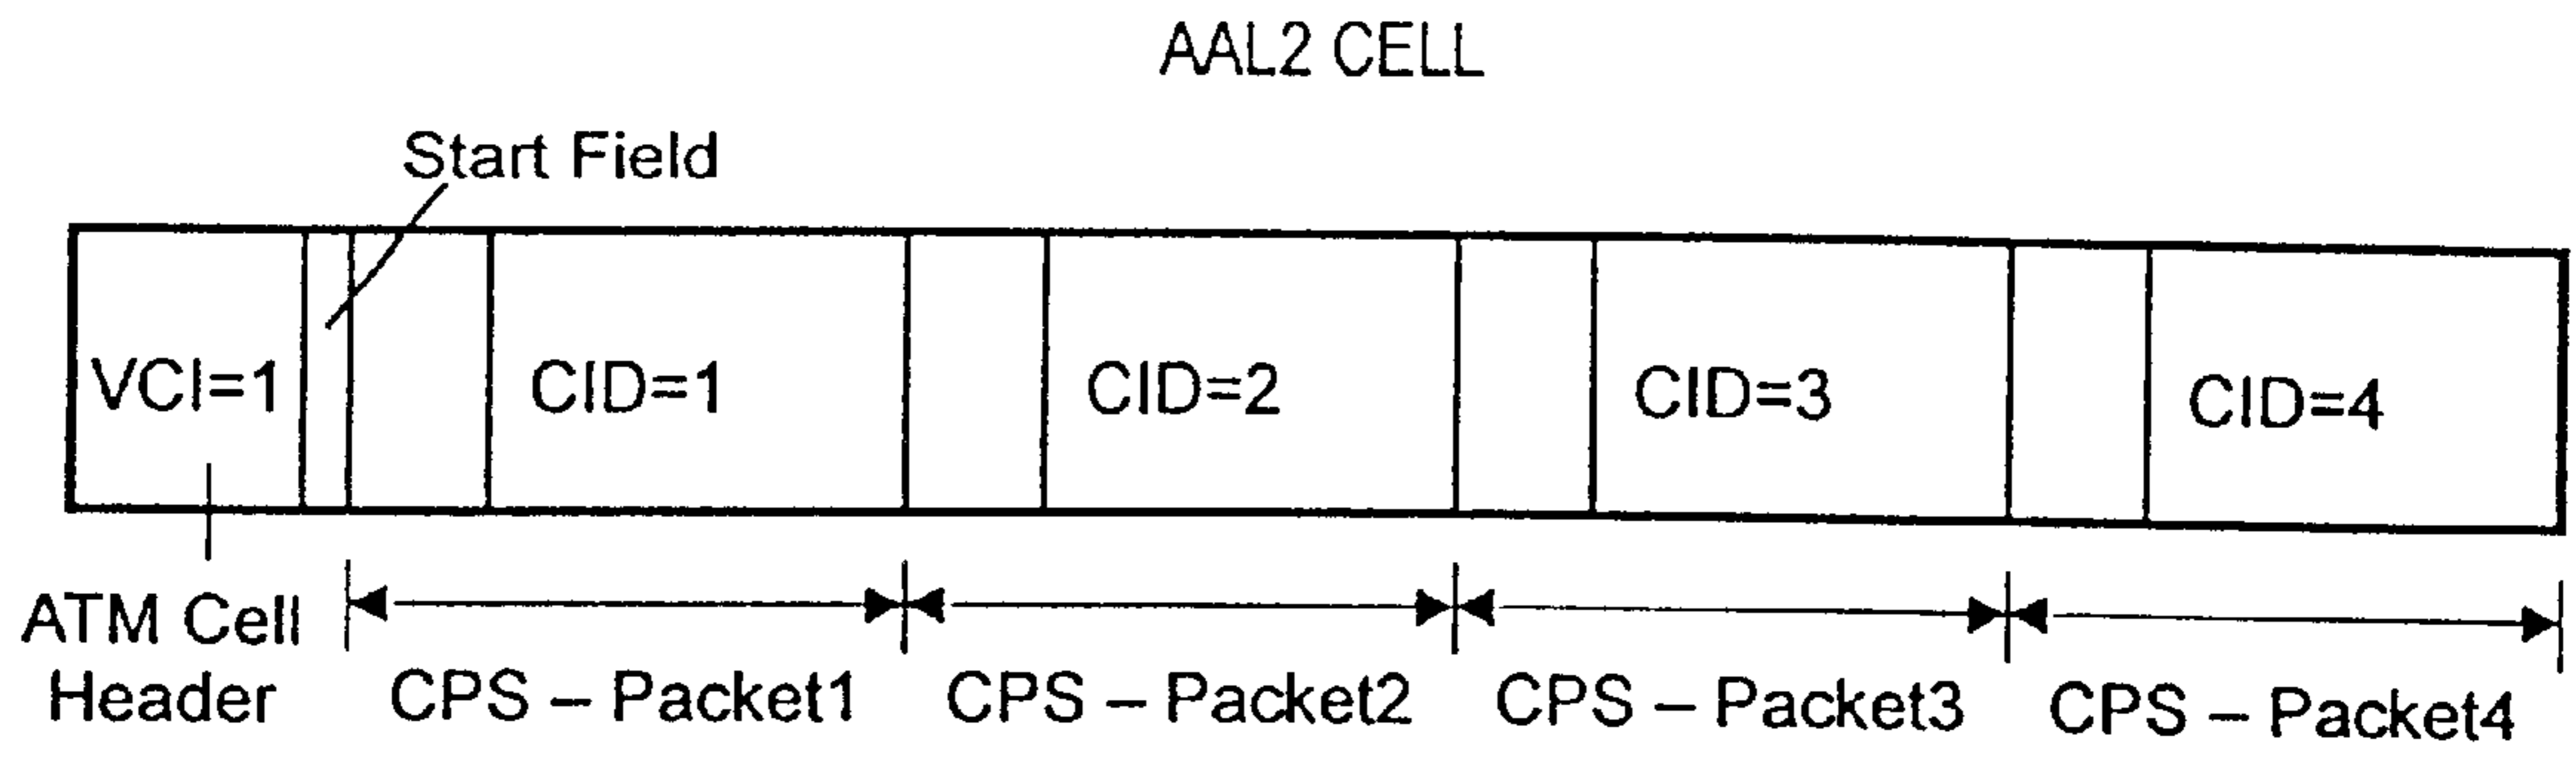 AAL2 CELL
Start Field
VCI=1
CID=1
CID=2
CID=3
CID=4
ATM Cell
Header
CPS – Packet1
CPS – Packet2
CPS – Packet3
CPS – Packet4